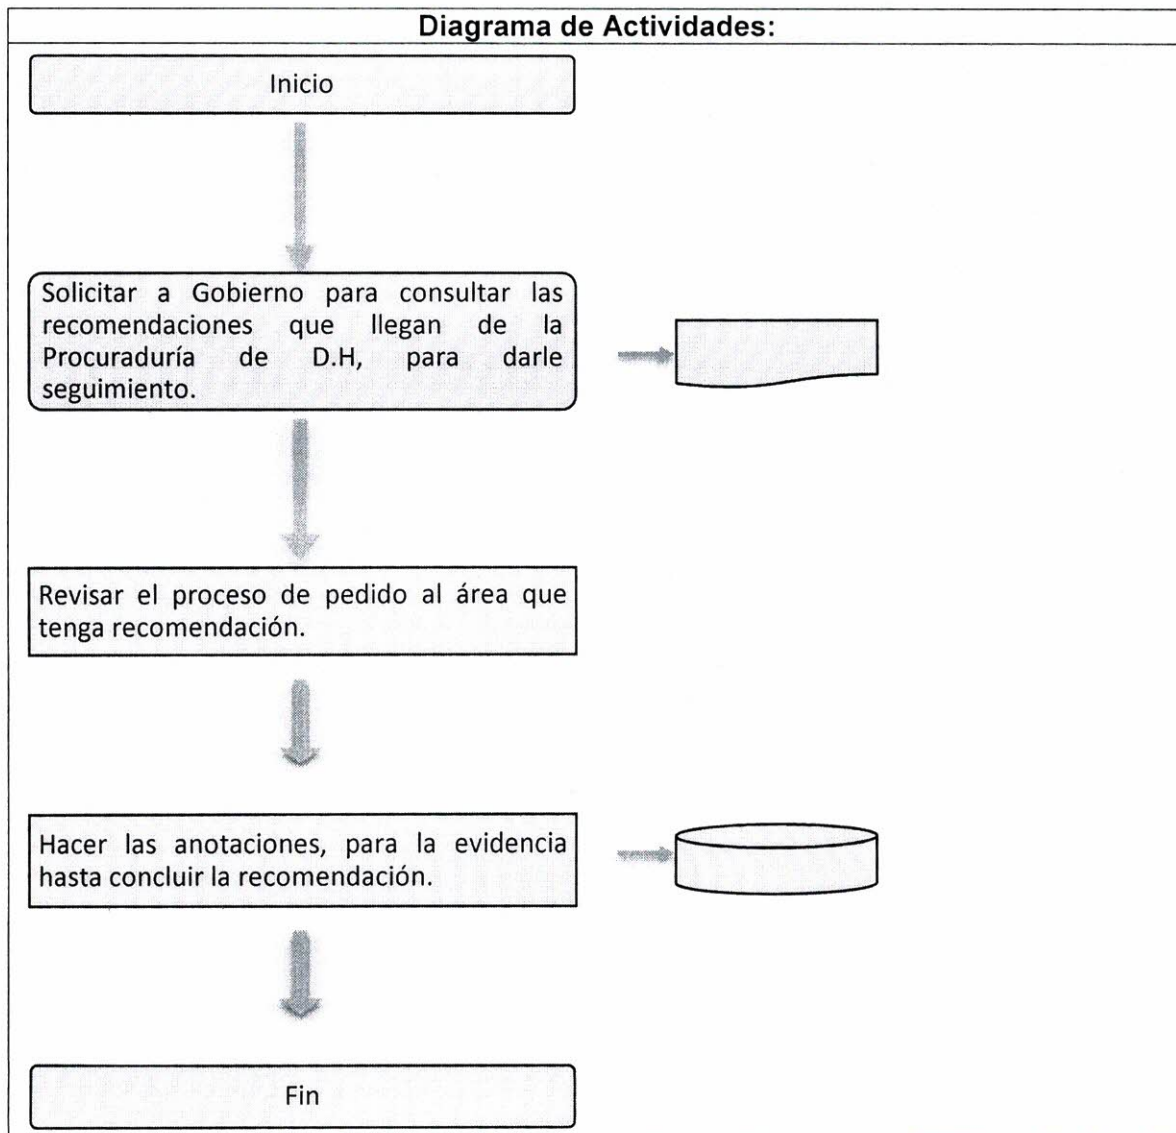 Diagrama de Actividades:
Inicio
Solicitar a Gobierno para consultar las
recomendaciones que llegan de la
Procuraduría de D.H, para darle
seguimiento.
Revisar el proceso de pedido al área que
tenga recomendación.
Hacer las anotaciones, para la evidencia
hasta concluir la recomendación.
Fin